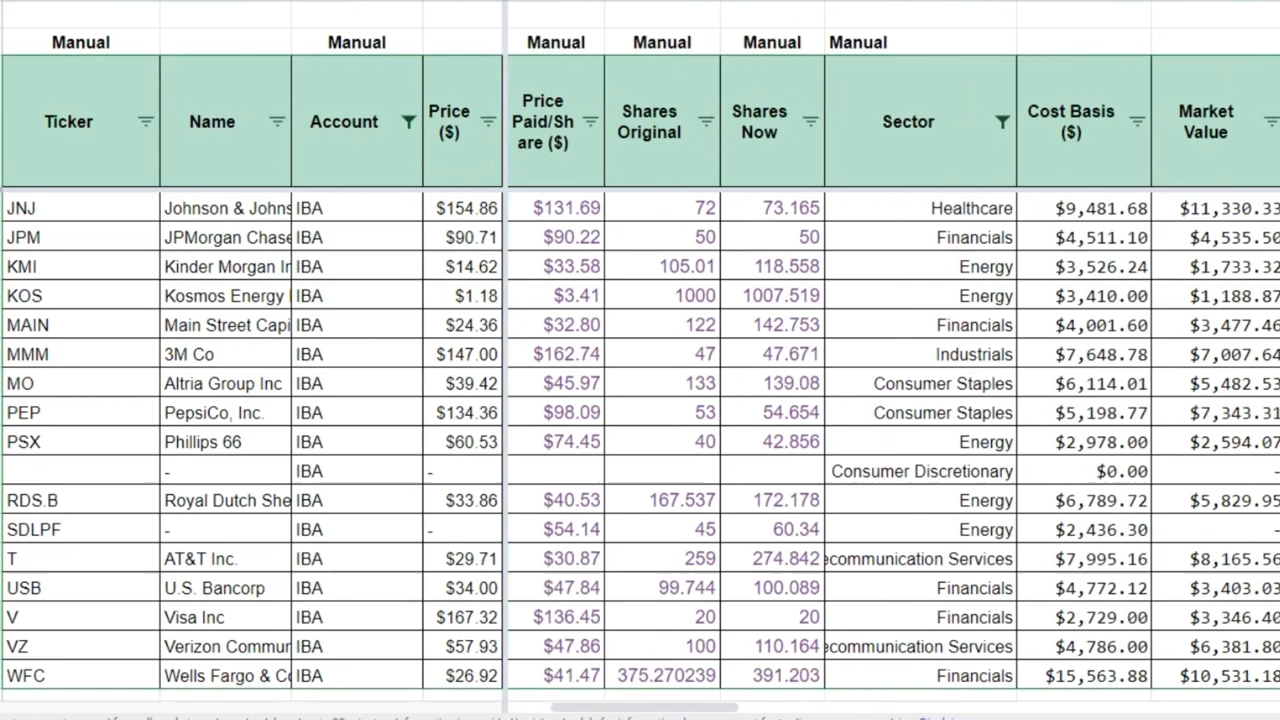 Manual Manual Manual Manual Manual Manual
Ticker Name Account Price ($) Price Paid/Share ($) Shares Original Shares Now Sector Cost Basis ($) Market Value
JNJ Johnson & Johns IBA $154.86 $131.69 72 73.165 Healthcare $9,481.68 $11,330.33
JPM JPMorgan Chase IBA $90.71 $90.22 50 50 Financials $4,511.10 $4,535.50
KMI Kinder Morgan In IBA $14.62 $33.58 105.01 118.558 Energy $3,526.24 $1,733.32
KOS Kosmos Energy IBA $1.18 $3.41 1000 1007.519 Energy $3,410.00 $1,188.87
MAIN Main Street Capi IBA $24.36 $32.80 122 142.753 Financials $4,001.60 $3,477.46
MMM 3M Co IBA $147.00 $162.74 47 47.671 Industrials $7,648.78 $7,007.64
MO Altria Group Inc IBA $39.42 $45.97 133 139.08 Consumer Staples $6,114.01 $5,482.53
PEP PepsiCo, Inc. IBA $134.36 $98.09 53 54.654 Consumer Staples $5,198.77 $7,343.31
PSX Phillips 66 IBA $60.53 $74.45 40 42.856 Energy $2,978.00 $2,594.07
- IBA - Consumer Discretionary $0.00 -
RDS.B Royal Dutch She IBA $33.86 $40.53 167.537 172.178 Energy $6,789.72 $5,829.95
SDLPF - IBA - $54.14 45 60.34 Energy $2,436.30 -
T AT&T Inc. IBA $29.71 $30.87 259 274.842 ecommunication Services $7,995.16 $8,165.56
USB U.S. Bancorp IBA $34.00 $47.84 99.744 100.089 Financials $4,772.12 $3,403.03
V Visa Inc IBA $167.32 $136.45 20 20 Financials $2,729.00 $3,346.40
VZ Verizon Commun IBA $57.93 $47.86 100 110.164 ecommunication Services $4,786.00 $6,381.80
WFC Wells Fargo & Co IBA $26.92 $41.47 375.270239 391.203 Financials $15,563.88 $10,531.18